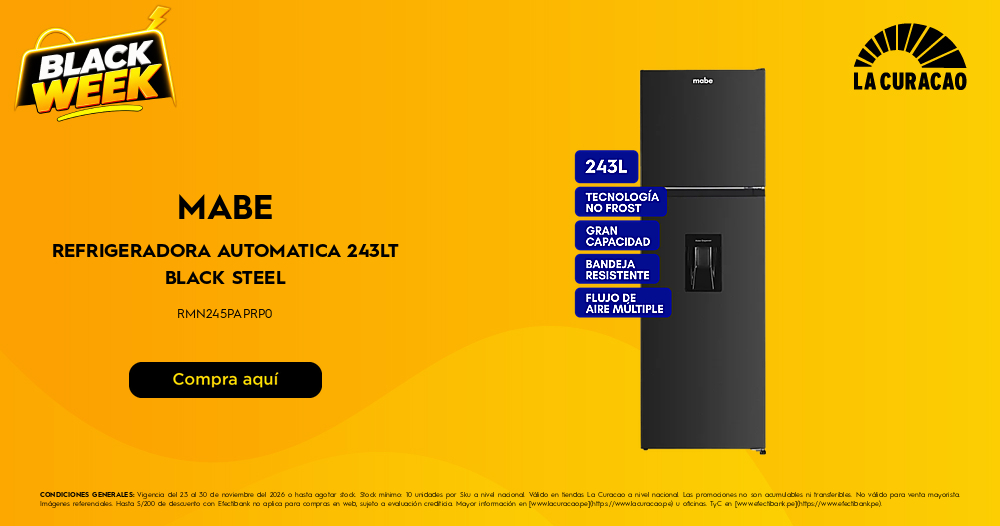 BLACK
WEEK
LA CURACAO
mabe
243L
TECNOLOGÍA
NO FROST
GRAN
CAPACIDAD
BANDEJA
RESISTENTE
FLUJO DE
AIRE MÚLTIPLE
MABE
REFRIGERADORA AUTOMATICA 243LT
BLACK STEEL
RMN245PAPRP0
Compra aquí
CONDICIONES GENERALES: Vigencia del 23 al 30 de noviembre del 2026 o hasta agotar stock. Stock mínimo: 10 unidades por Sku a nivel nacional. Válido en tiendas La Curacao a nivel nacional. Las promociones no son acumulables ni transferibles. No válido para venta mayorista.
Imágenes referenciales. Hasta S/200 de descuento con Efectibank no aplica para compras en web, sujeto a evaluación crediticia. Mayor información en [www.lacuracao.pe](https://www.lacuracao.pe) u oficinas. TyC en [www.efectibank.pe](https://www.efectibank.pe).